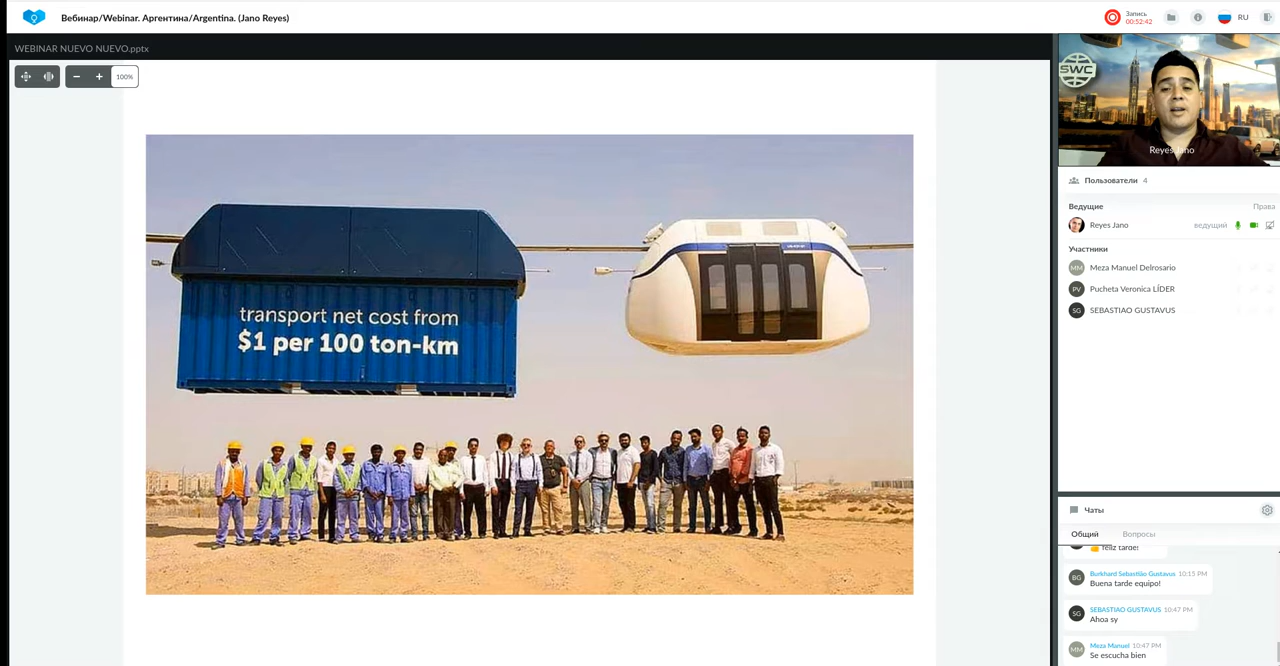 Вебинар/Webinar. Аргентина/Argentina. (Jano Reyes)
Запись
00:52:42
RU
WEBINAR NUEVO NUEVO.pptx
100%
transport net cost from
$1 per 100 ton-km
SWC
Reyes Jano
Пользователи 4
Ведущие Права
Reyes Jano ведущий
Участники
MM Meza Manuel Delrosario
PV Pucheta Veronica LÍDER
SG SEBASTIAO GUSTAVUS
Чаты
Общий Вопросы
feliz tarde!
BG Burkhard Sebastião Gustavus 10:15 PM
Buena tarde equipo!
SG SEBASTIAO GUSTAVUS 10:47 PM
Ahoa sy
MM Meza Manuel 10:47 PM
Se escucha bien